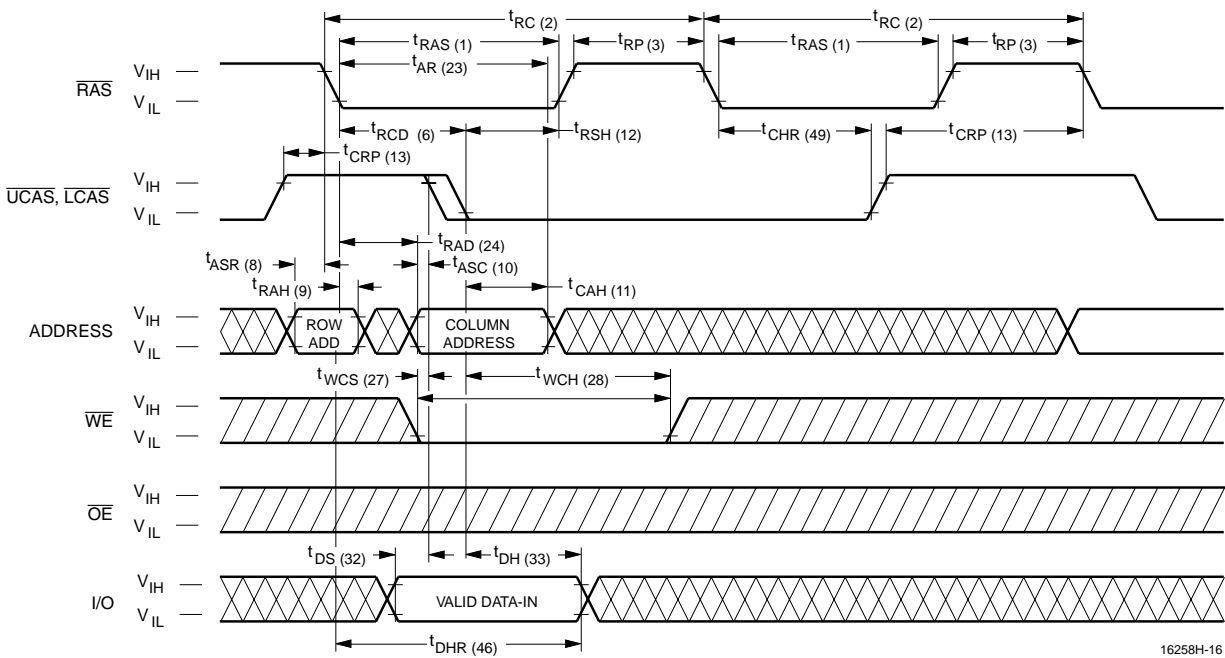 tRC (2) tRC (2)
tRAS (1) tRP (3) tRAS (1) tRP (3)
tAR (23)
RAS VIH
VIL
tRCD (6) tRSH (12) tCHR (49) tCRP (13)
tCRP (13)
UCAS, LCAS VIH
VIL
tRAD (24)
tASR (8) tASC (10)
tRAH (9) tCAH (11)
ADDRESS VIH ROW ADD COLUMN ADDRESS
VIL
tWCS (27) tWCH (28)
WE VIH
VIL
OE VIH
VIL
tDS (32) tDH (33)
I/O VIH
VIL VALID DATA-IN
tDHR (46)
16258H-16